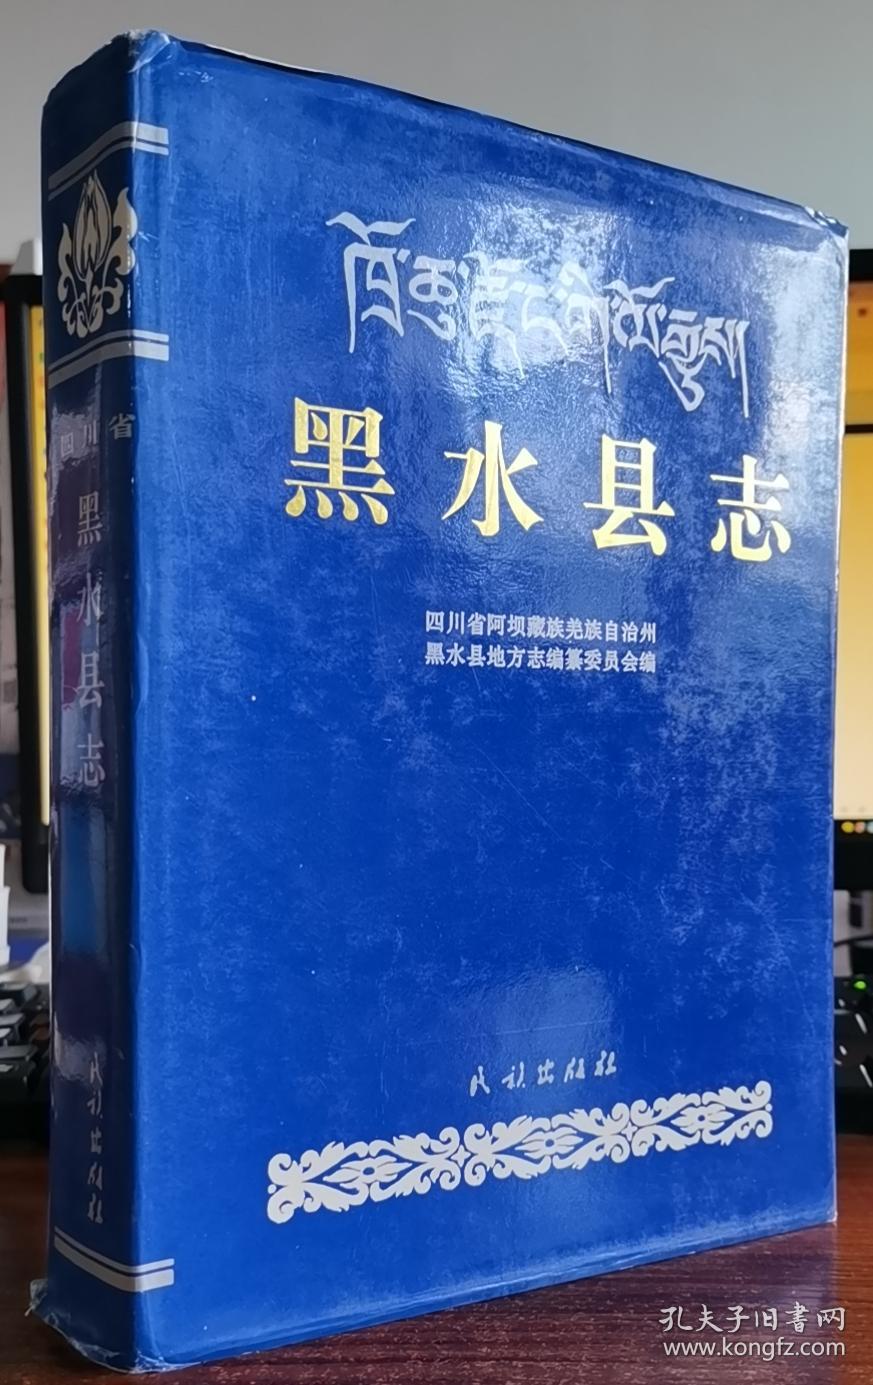 黑水县志
四川省阿坝藏族羌族自治州
黑水县地方志编纂委员会编
民族出版社
四川省
黑水县志
民族出版社
孔夫子旧書网
www.kongfz.com